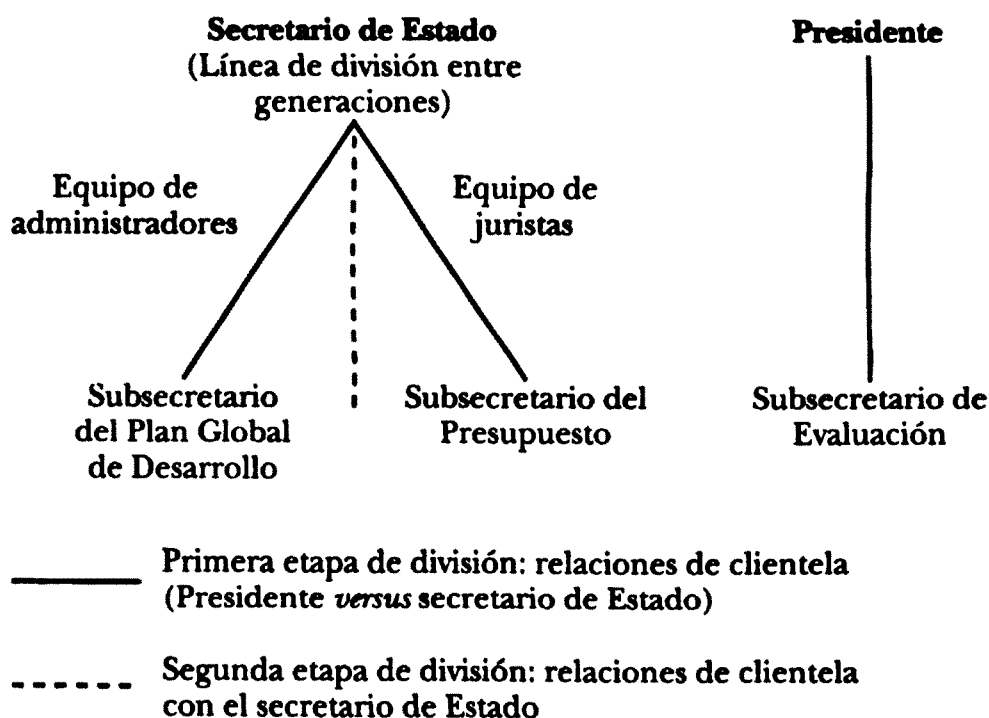 Secretario de Estado
(Línea de división entre
generaciones)
Presidente
Equipo de
administradores
Equipo de
juristas
Subsecretario
del Plan Global
de Desarrollo
Subsecretario del
Presupuesto
Subsecretario de
Evaluación
Primera etapa de división: relaciones de clientela
(Presidente versus secretario de Estado)
Segunda etapa de división: relaciones de clientela
con el secretario de Estado